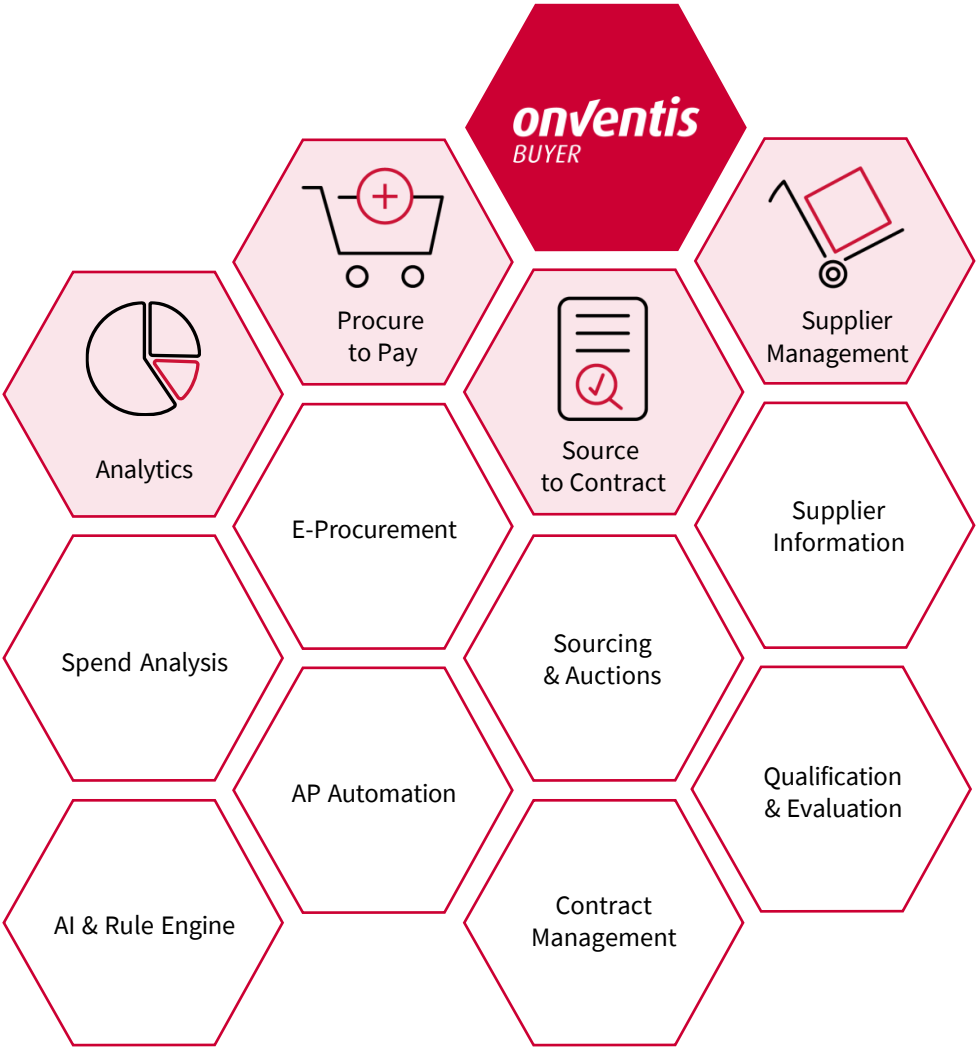 onventis
BUYER
Procure
to Pay
Supplier
Management
Analytics
Source
to Contract
E-Procurement
Supplier
Information
Spend Analysis
Sourcing
& Auctions
AP Automation
Qualification
& Evaluation
AI & Rule Engine
Contract
Management